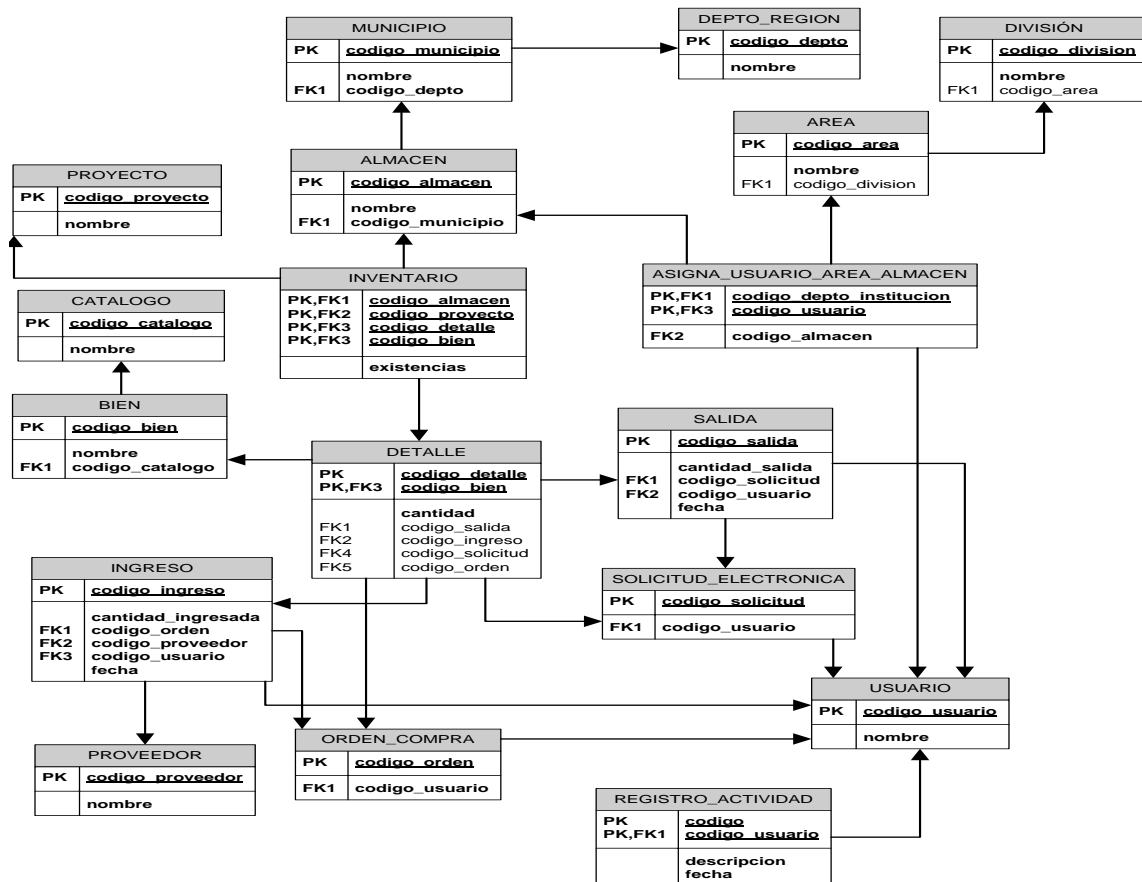 MUNICIPIO
PK codigo_municipio
nombre
FK1 codigo_depto
DEPTO_REGION
PK codigo_depto
nombre
DIVISIÓN
PK codigo_division
nombre
FK1 codigo_area
AREA
PK codigo_area
nombre
FK1 codigo_division
ALMACEN
PK codigo_almacen
nombre
FK1 codigo_municipio
PROYECTO
PK codigo_proyecto
nombre
INVENTARIO
PK,FK1 codigo_almacen
PK,FK2 codigo_proyecto
PK,FK3 codigo_detalle
PK,FK3 codigo_bien
existencias
ASIGNA_USUARIO_AREA_ALMACEN
PK,FK1 codigo_depto_institucion
PK,FK3 codigo_usuario
FK2 codigo_almacen
CATALOGO
PK codigo_catalogo
nombre
BIEN
PK codigo_bien
nombre
FK1 codigo_catalogo
DETALLE
PK codigo_detalle
PK,FK3 codigo_bien
cantidad
FK1 codigo_salida
FK2 codigo_ingreso
FK4 codigo_solicitud
FK5 codigo_orden
SALIDA
PK codigo_salida
cantidad_salida
FK1 codigo_solicitud
FK2 codigo_usuario
fecha
INGRESO
PK codigo_ingreso
cantidad_ingresada
FK1 codigo_orden
FK2 codigo_proveedor
FK3 codigo_usuario
fecha
SOLICITUD_ELECTRONICA
PK codigo_solicitud
FK1 codigo_usuario
USUARIO
PK codigo_usuario
nombre
PROVEEDOR
PK codigo_proveedor
nombre
ORDEN_COMPRA
PK codigo_orden
FK1 codigo_usuario
REGISTRO_ACTIVIDAD
PK codigo
PK,FK1 codigo_usuario
descripcion
fecha